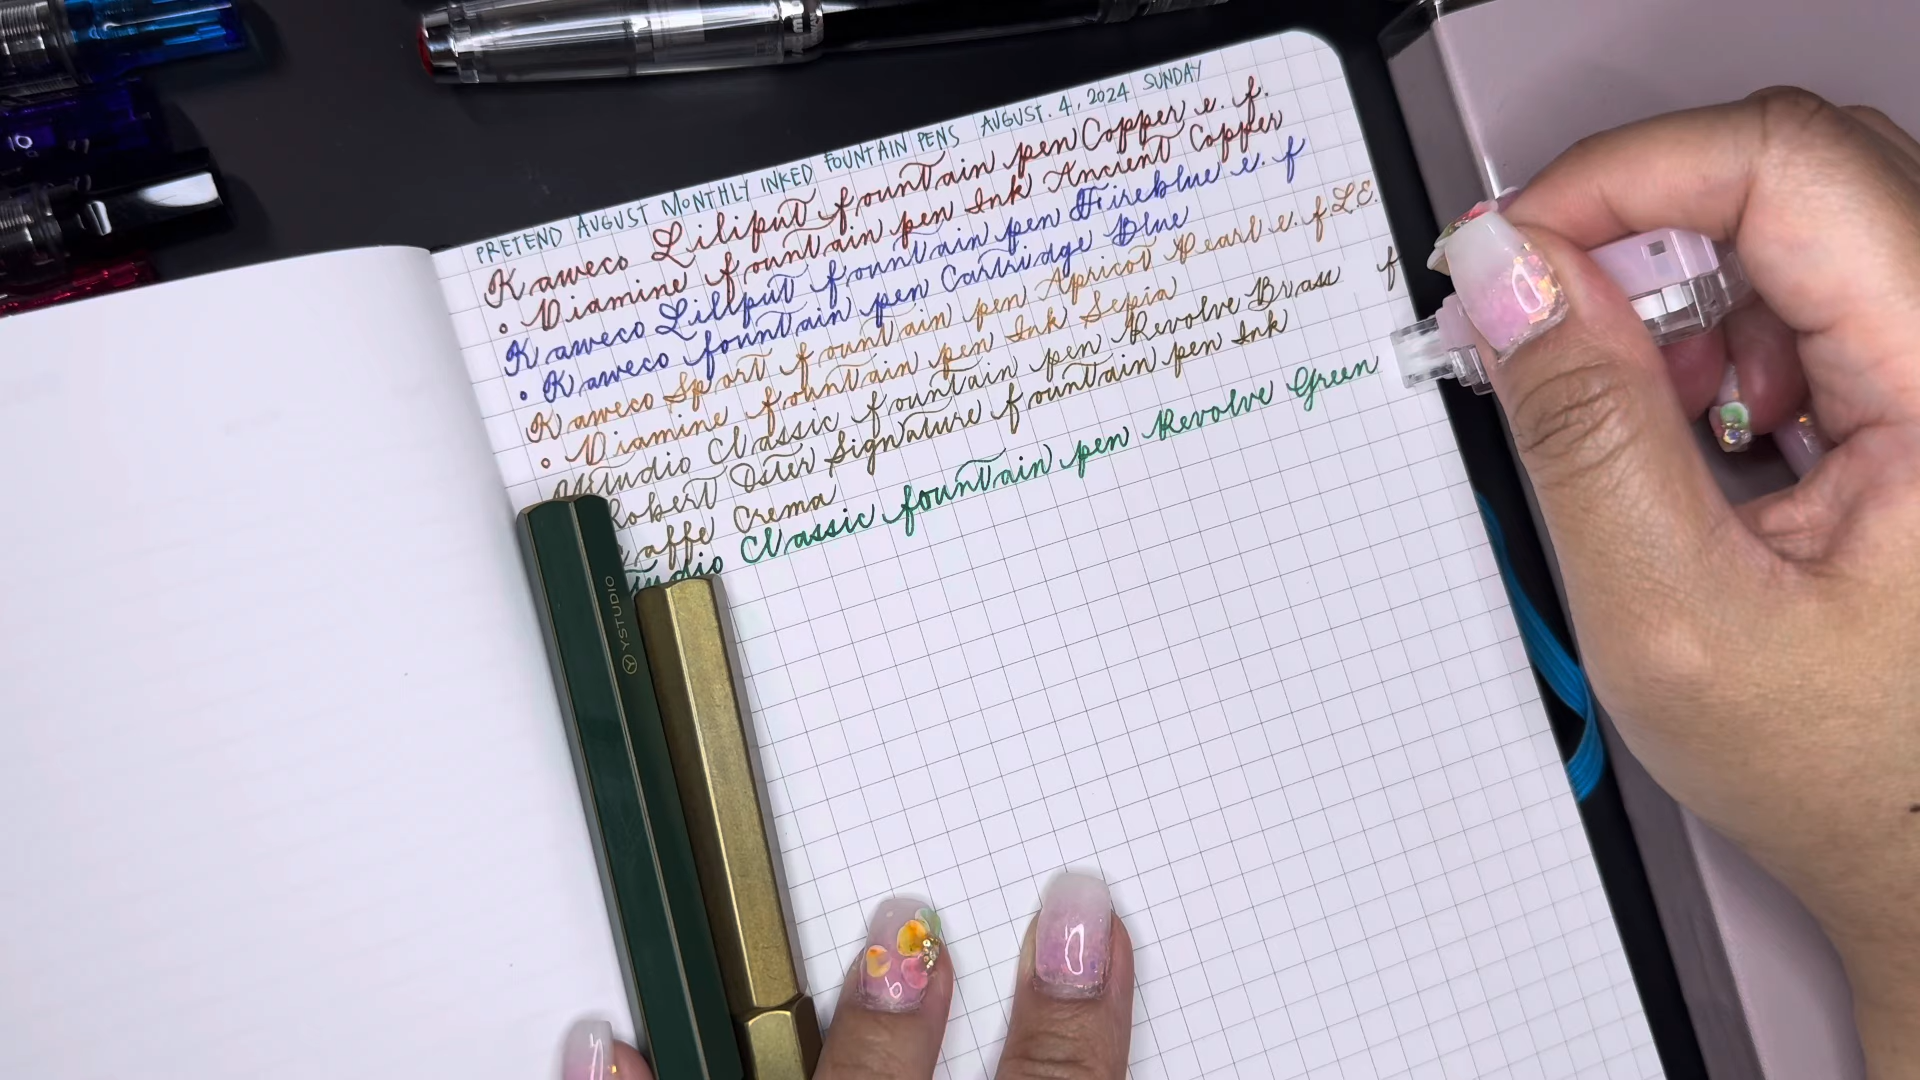 PRETEND AUGUST MONTHLY INKED FOUNTAIN PENS AUGUST. 4, 2024 SUNDAY
Kaweco Liliput fountain pen Copper e. f.
• Diamine fountain pen Ink Ancient Copper
Kaweco Lillput fountain pen Fireblue e. f
• Kaweco fountain pen Cartridge Blue
Kaweco Sport fountain pen Apricot Pearl e. f. L.E.
• Diamine fountain pen Ink Sepia
Ystudio Classic fountain pen Revolve Brass f
Robert Oster Signature fountain pen Ink
Caffe Crema
Classic fountain pen Revolve Green
YSTUDIO
10